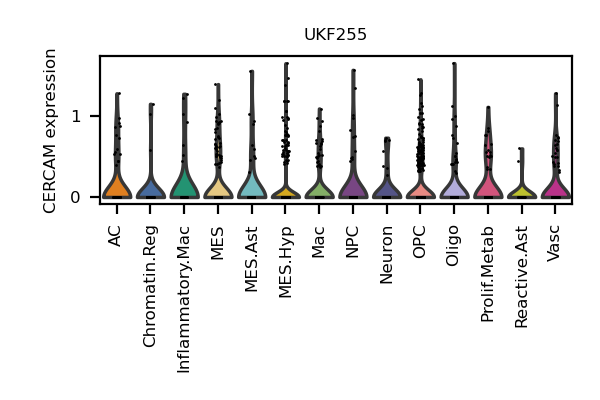 UKF255
CERCAM expression
1
0
AC
Chromatin.Reg
Inflammatory.Mac
MES
MES.Ast
MES.Hyp
Mac
NPC
Neuron
OPC
Oligo
Prolif.Metab
Reactive.Ast
Vasc